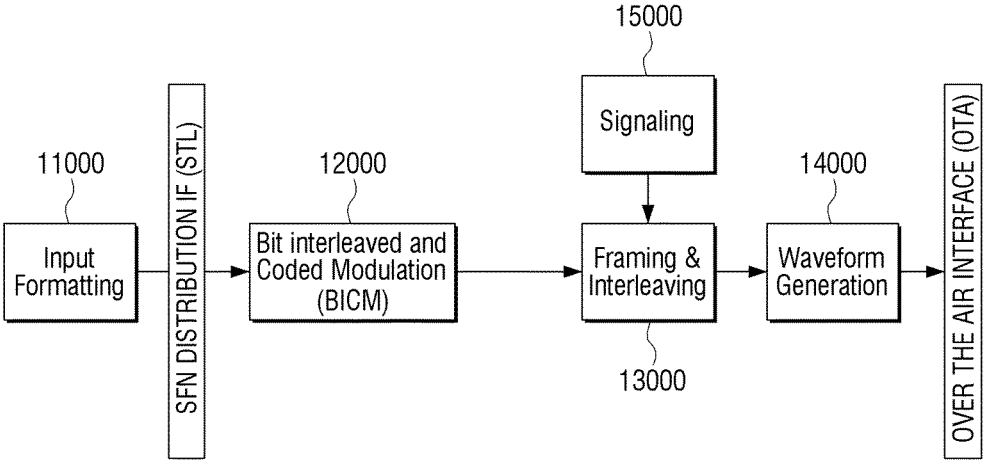 15000
Signaling
11000
Input
Formatting
SFN DISTRIBUTION IF (STL)
12000
Bit interleaved and
Coded Modulation
(BICM)
Framing &
Interleaving
13000
14000
Waveform
Generation
OVER THE AIR INTERFACE (OTA)